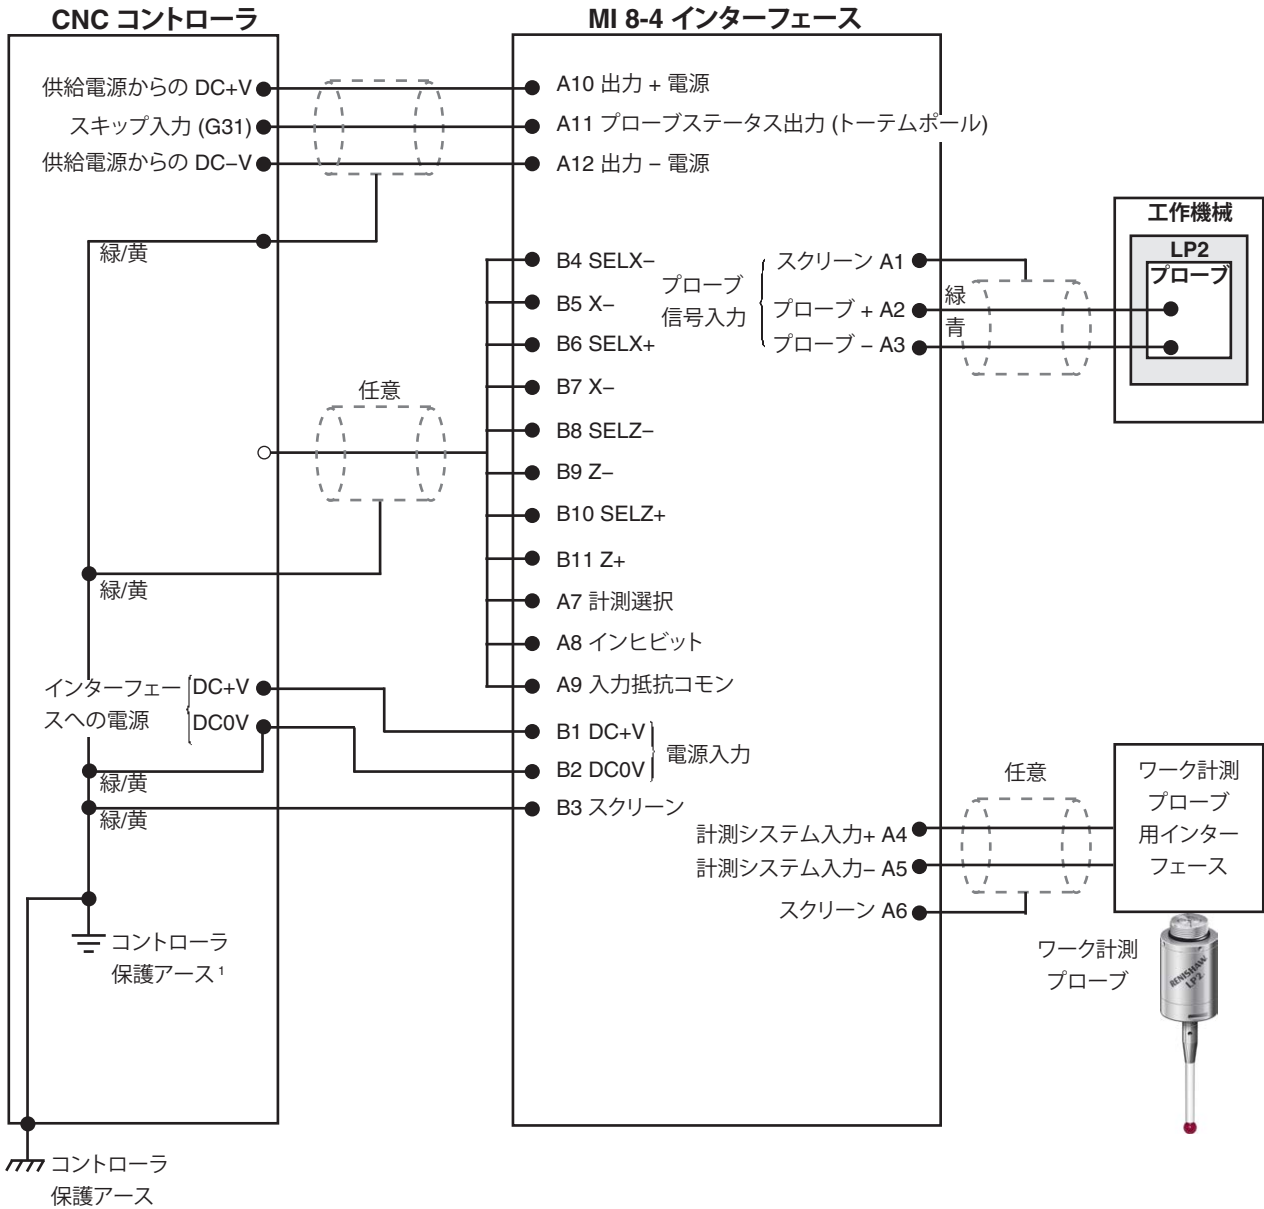 CNC コントローラ
MI 8-4 インターフェース
供給電源からの DC+V
スキップ入力 (G31)
供給電源からの DC−V
A10 出力 + 電源
A11 プローブステータス出力 (トーテムポール)
A12 出力 − 電源
緑/黄
B4 SELX−
B5 X−
B6 SELX+
B7 X−
B8 SELZ−
B9 Z−
B10 SELZ+
B11 Z+
A7 計測選択
A8 インヒビット
A9 入力抵抗コモン
プローブ
信号入力
スクリーン A1
プローブ + A2
プローブ − A3
緑
青
工作機械
LP2
プローブ
任意
緑/黄
インターフェー
スへの電源
DC+V
DC0V
B1 DC+V
B2 DC0V
電源入力
緑/黄
B3 スクリーン
緑/黄
計測システム入力+ A4
計測システム入力− A5
スクリーン A6
任意
ワーク計測
プローブ
用インター
フェース
ワーク計測
プローブ
RENISHAW
LP2
コントローラ
保護アース ¹
コントローラ
保護アース